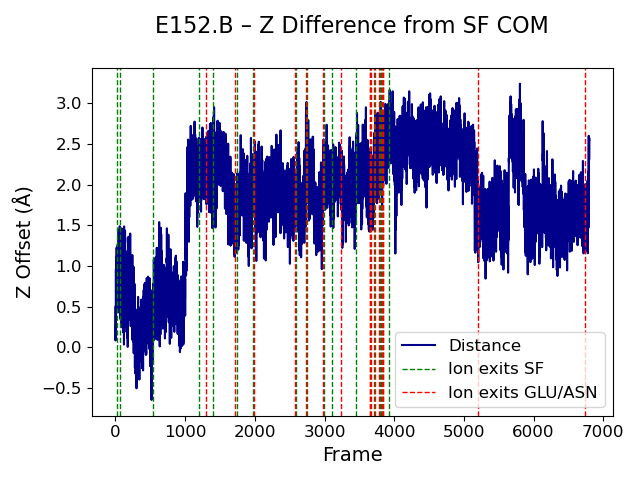 E152.B – Z Difference from SF COM
Z Offset (Å)
3.0
2.5
2.0
1.5
1.0
0.5
0.0
−0.5
Distance
Ion exits SF
Ion exits GLU/ASN
0 1000 2000 3000 4000 5000 6000 7000
Frame